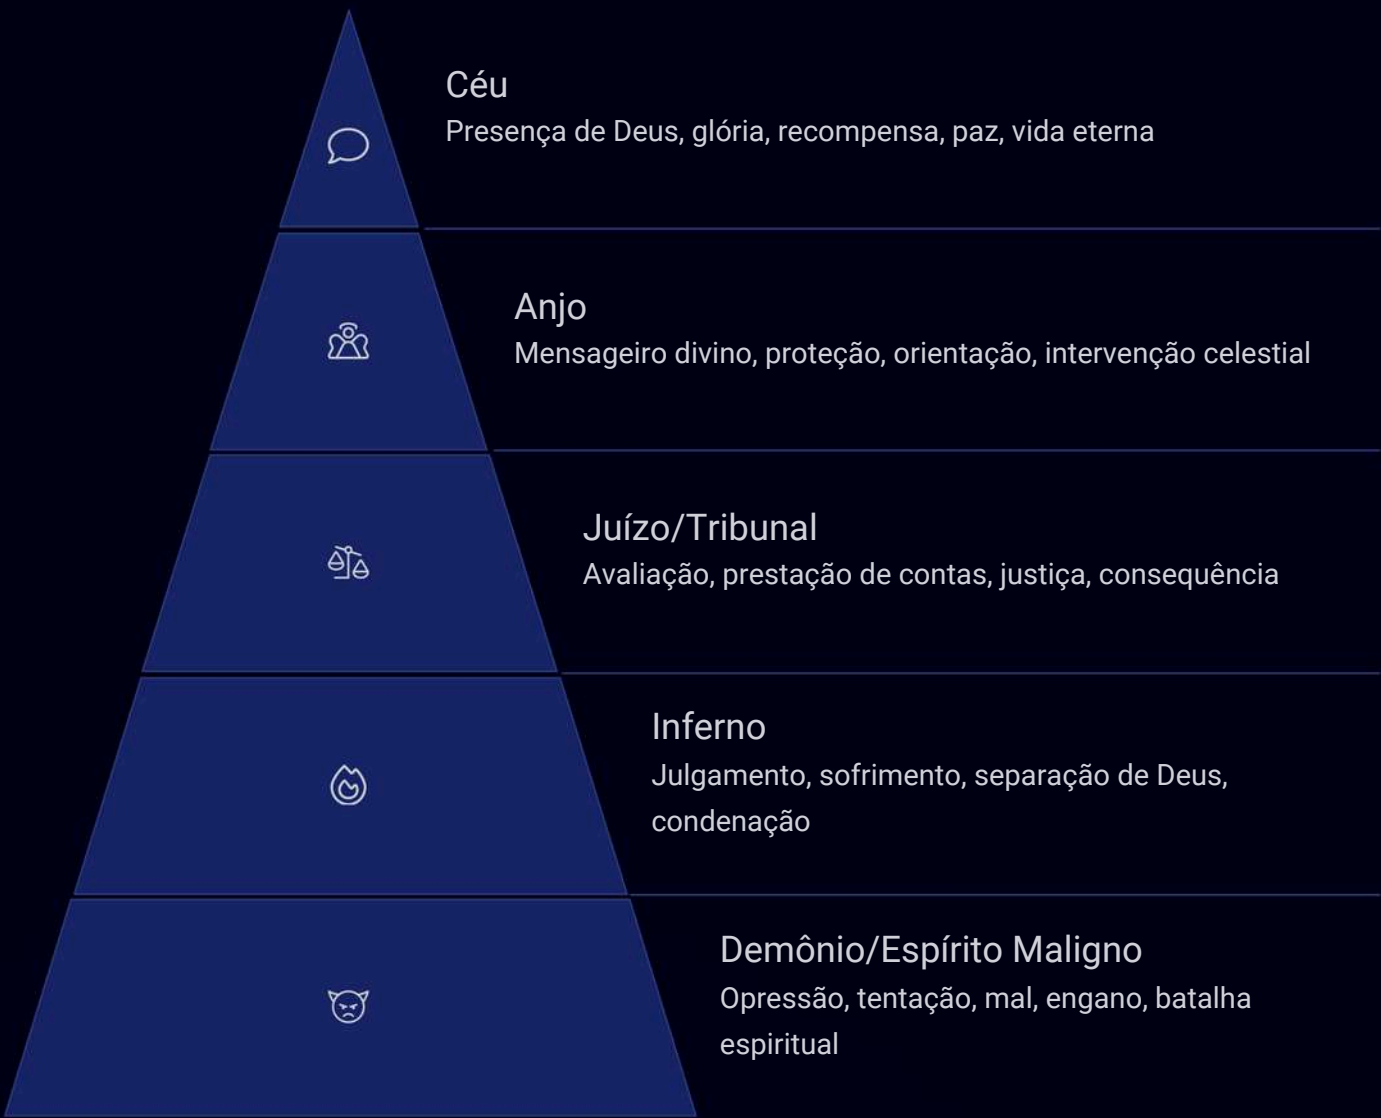 Céu
Presença de Deus, glória, recompensa, paz, vida eterna
Anjo
Mensageiro divino, proteção, orientação, intervenção celestial
Juízo/Tribunal
Avaliação, prestação de contas, justiça, consequência
Inferno
Julgamento, sofrimento, separação de Deus,
condenação
Demônio/Espírito Maligno
Opressão, tentação, mal, engano, batalha
espiritual